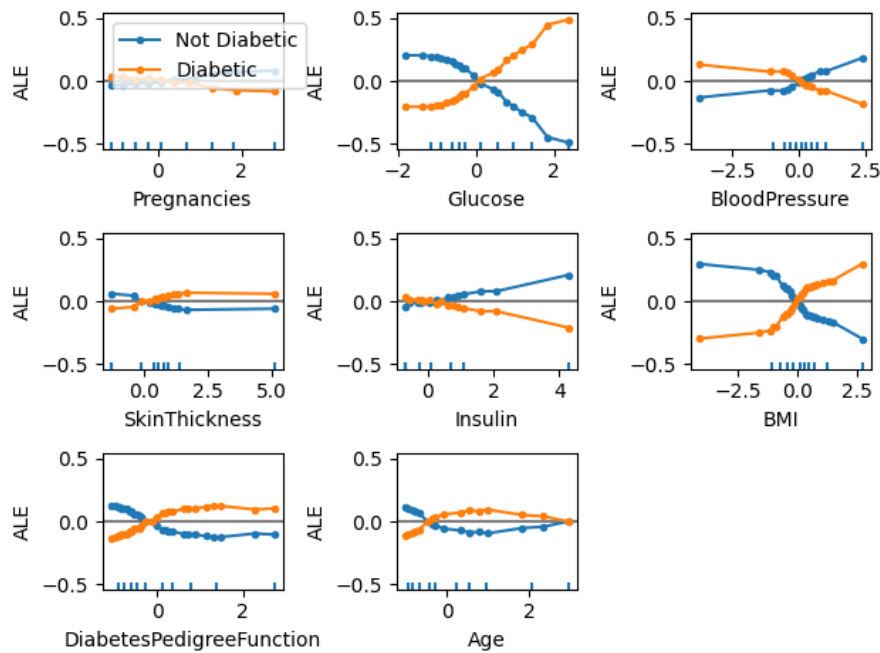 Not Diabetic
Diabetic
ALE
0.5
0.0
−0.5
0
2
Pregnancies
ALE
0.5
0.0
−0.5
−2
0
2
Glucose
ALE
0.5
0.0
−0.5
−2.5
0.0
2.5
BloodPressure
ALE
0.5
0.0
−0.5
0.0
2.5
5.0
SkinThickness
ALE
0.5
0.0
−0.5
0
2
4
Insulin
ALE
0.5
0.0
−0.5
−2.5
0.0
2.5
BMI
ALE
0.5
0.0
−0.5
0
2
DiabetesPedigreeFunction
ALE
0.5
0.0
−0.5
0
2
Age